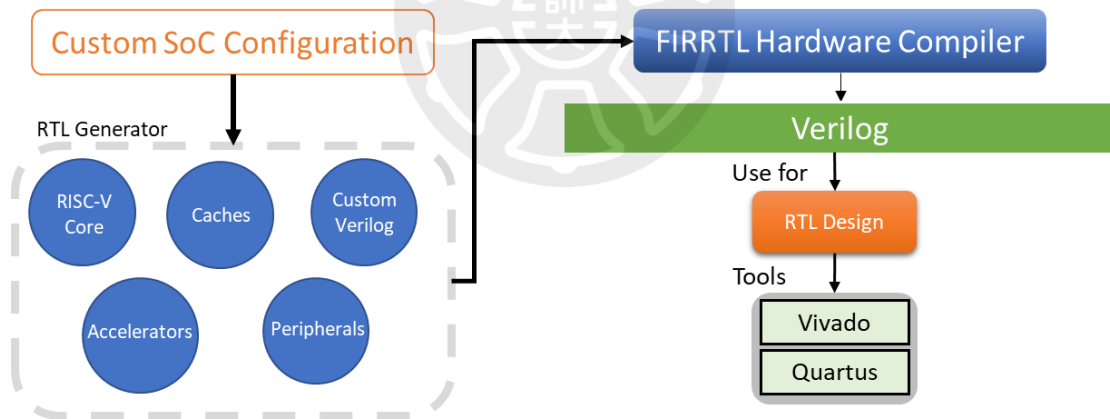 Custom SoC Configuration
RTL Generator
RISC-V
Core
Caches
Custom
Verilog
Accelerators
Peripherals
FIRRTL Hardware Compiler
Verilog
Use for
RTL Design
Tools
Vivado
Quartus